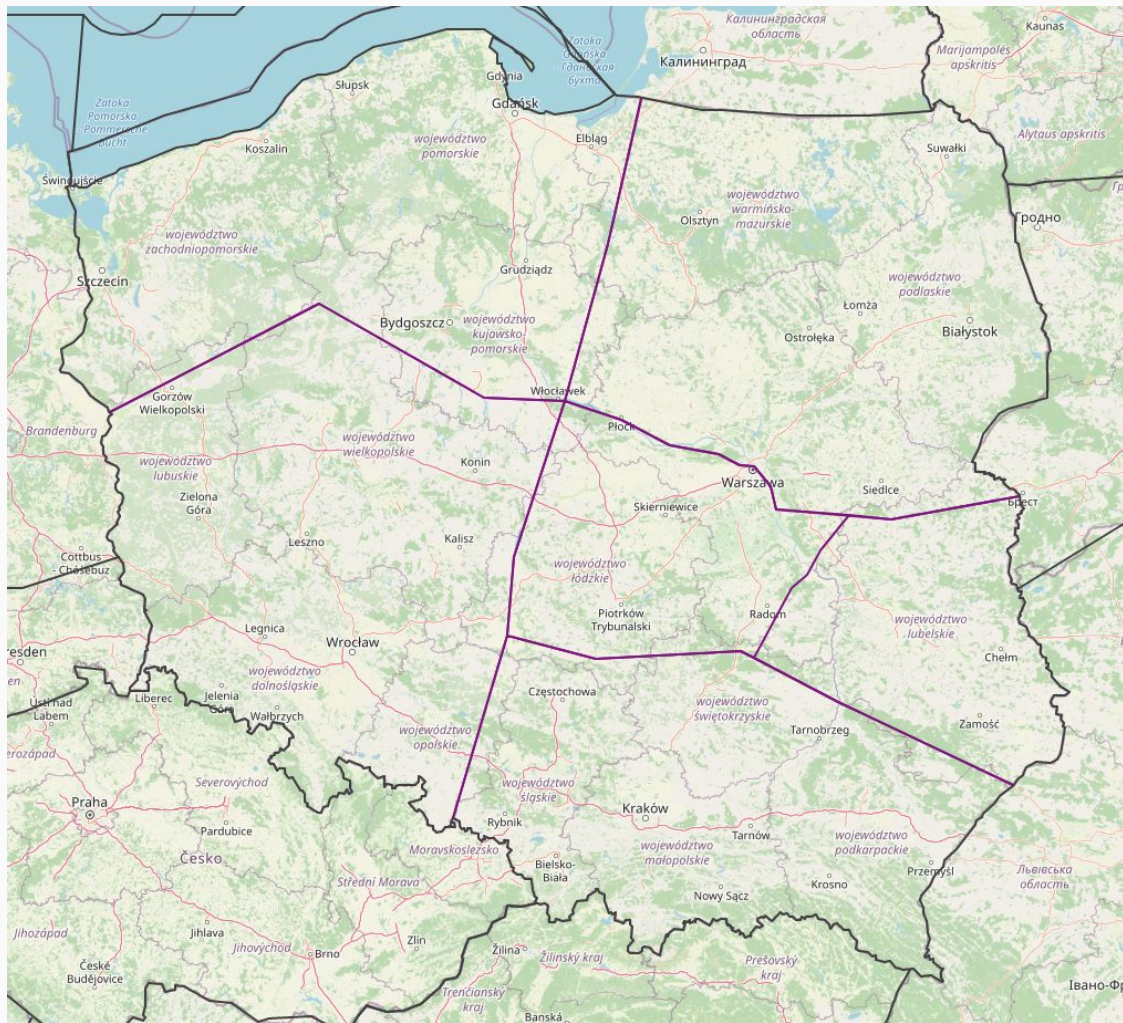 Калининградская
область
Kaunas
Zatoka
Gdańska
- Гданьская
бухта
Marijampolės
apskritis
Калининград
Gdynia
Słupsk
Gdańsk
Zatoka
Pomorska
- Pommersche
Bucht
Alytaus apskritis
Elbląg
Koszalin
województwo
pomorskie
Suwałki
Świnoujście
województwo
warmińsko-
mazurskie
Гродно
Olsztyn
województwo
zachodniopomorskie
Grudziądz
Szczecin
województwo
podlaskie
Łomża
Bydgoszcz
województwo
kujawsko-
pomorskie
Białystok
Ostrołęka
Gorzów
Wielkopolski
Włocławek
Płock
Brandenburg
województwo
wielkopolskie
województwo
lubuskie
Konin
Warszawa
Siedlce
Брест
Zielona
Góra
Skierniewice
Leszno
Kalisz
Cottbus
- Chóśebuz
województwo
łódzkie
Piotrków
Trybunalski
Radom
województwo
lubelskie
Legnica
Wrocław
Chełm
resden
województwo
dolnośląskie
Częstochowa
województwo
świętokrzyskie
Jelenia
Góra
Liberec
Ústí nad
Labem
Wałbrzych
Zamość
Tarnobrzeg
województwo
opolskie
erozápad
Severovýchod
województwo
śląskie
Praha
Rybnik
Kraków
Pardubice
Tarnów
województwo
podkarpackie
Moravskoslezsko
województwo
małopolskie
Česko
Bielsko-
Biała
Przemyśl
Львівська
область
Střední Morava
Krosno
Nowy Sącz
Jihozápad
Jihlava
Jihovýchod
Zlín
Brno
Žilina
Žilinský kraj
Prešovský
kraj
České
Budějovice
Trenčiansky
kraj
Івано-Фр
Banská